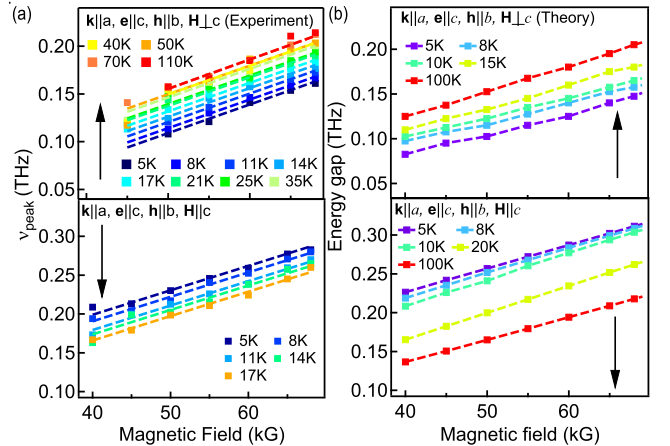 (a)
k||a, e||c, h||b, H⊥c (Experiment)
40K 50K
70K 110K
0.20
0.15
0.10
0.05
5K 8K 11K 14K
17K 21K 25K 35K
ν_peak (THz)
k||a, e||c, h||b, H||c
0.30
0.25
0.20
0.15
0.10
5K 8K
11K 14K
17K
40 50 60
Magnetic Field (kG)
(b)
k||a, e||c, h||b, H⊥c (Theory)
5K 8K
10K 15K
100K
0.20
0.15
0.10
0.05
Energy gap (THz)
k||a, e||c, h||b, H||c
5K 8K
10K 20K
100K
0.30
0.25
0.20
0.15
0.10
40 50 60
Magnetic field (kG)